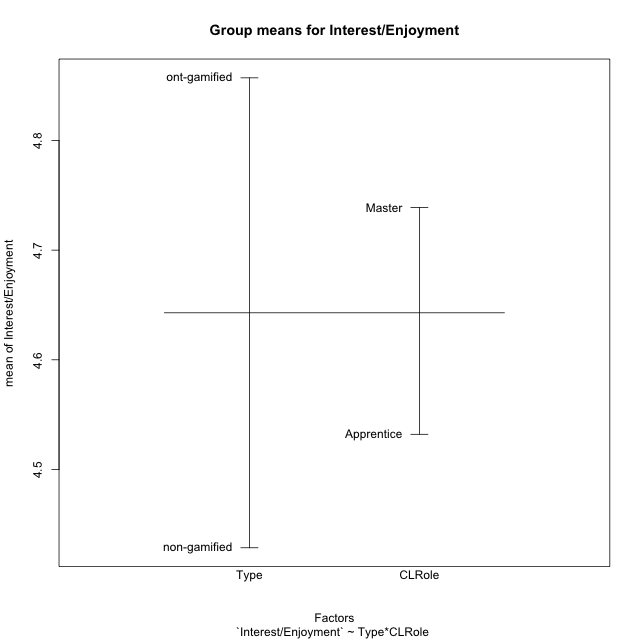 Group means for Interest/Enjoyment
ont-gamified
4.8
Master
4.7
mean of Interest/Enjoyment
4.6
Apprentice
4.5
non-gamified
Type CLRole
Factors
`Interest/Enjoyment` ~ Type*CLRole